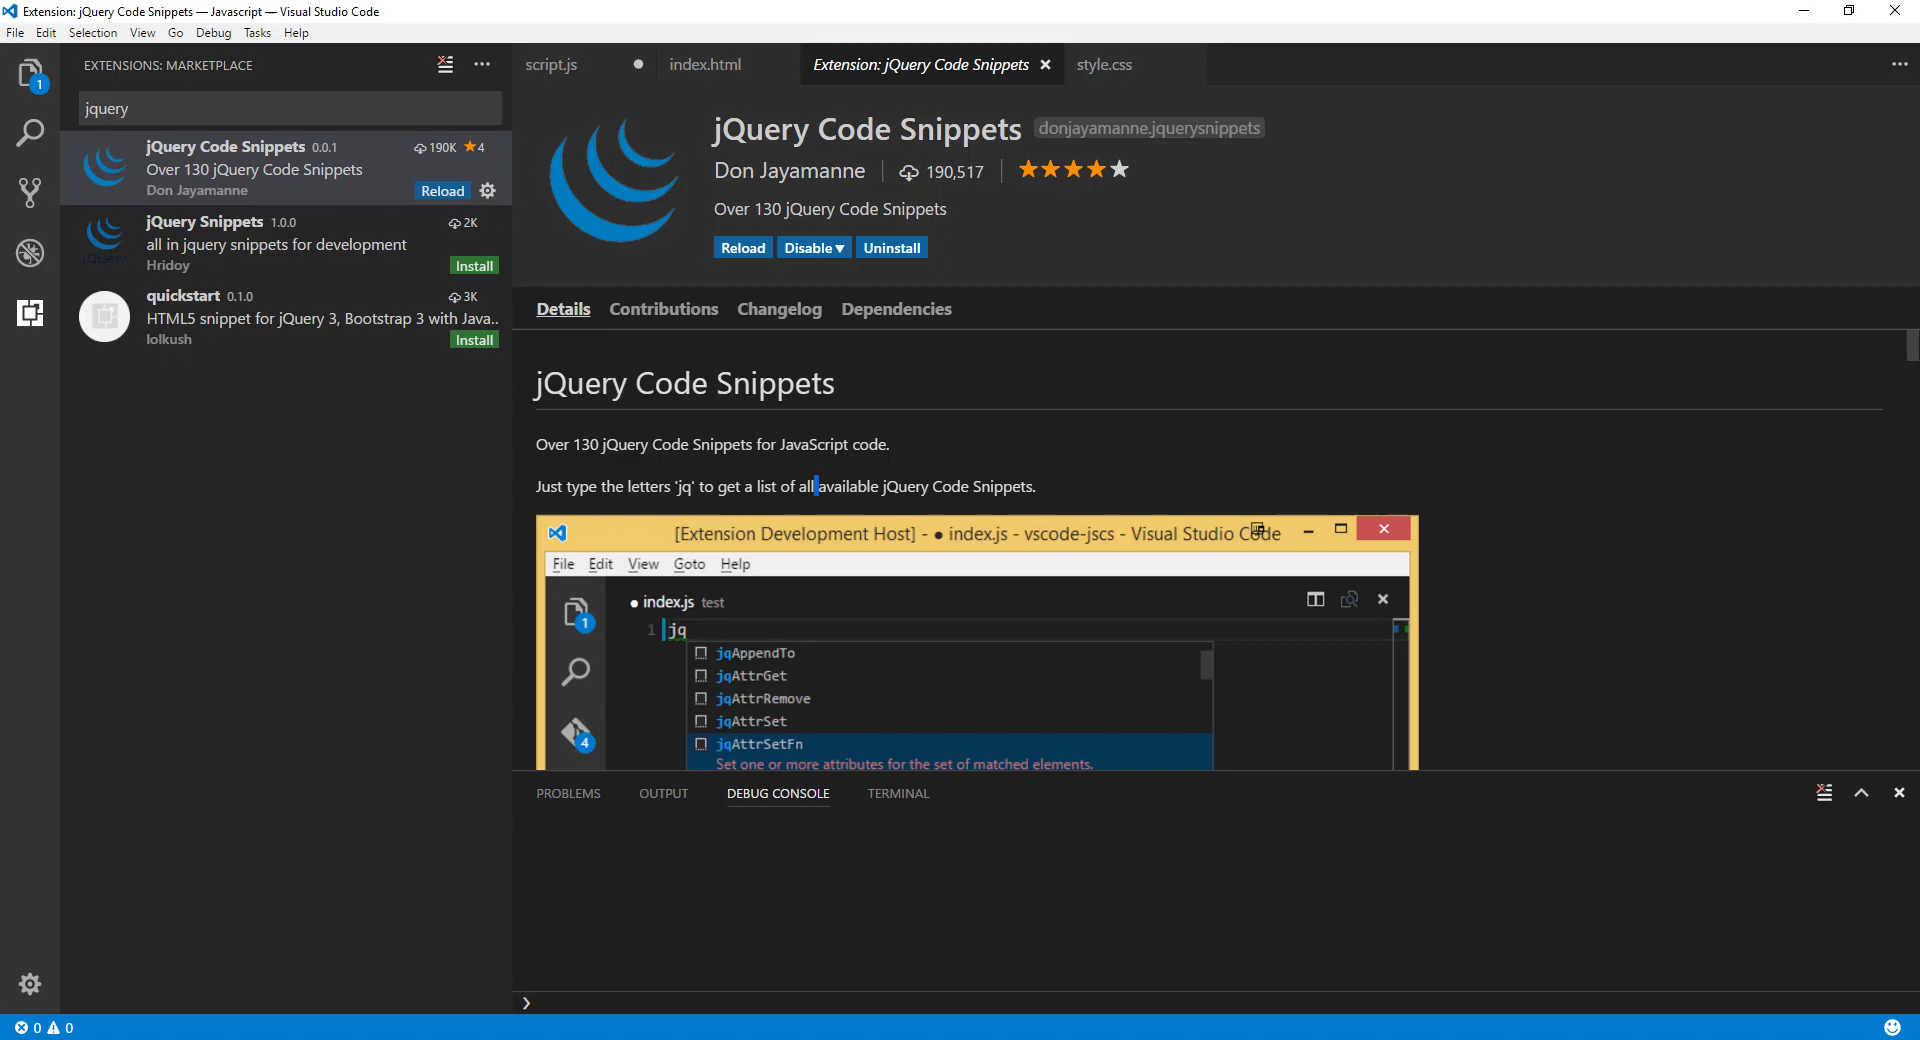 Extension: jQuery Code Snippets — Javascript — Visual Studio Code
File Edit Selection View Go Debug Tasks Help
EXTENSIONS: MARKETPLACE
script.js index.html Extension: jQuery Code Snippets style.css
1
jquery
jQuery Code Snippets 0.0.1 190K 4
Over 130 jQuery Code Snippets
Don Jayamanne Reload
jQuery Snippets 1.0.0 2K
all in jquery snippets for development
Hridoy Install
quickstart 0.1.0 3K
HTML5 snippet for jQuery 3, Bootstrap 3 with Java..
lolkush Install
jQuery Code Snippets donjayamanne.jquerysnippets
Don Jayamanne 190,517
Over 130 jQuery Code Snippets
Reload Disable▼ Uninstall
Details Contributions Changelog Dependencies
jQuery Code Snippets
Over 130 jQuery Code Snippets for JavaScript code.
Just type the letters 'jq' to get a list of all available jQuery Code Snippets.
[Extension Development Host] - ● index.js - vscode-jscs - Visual Studio Code
File Edit View Goto Help
● index.js test
1
1 jq
jqAppendTo
jqAttrGet
jqAttrRemove
jqAttrSet
jqAttrSetFn
4
Set one or more attributes for the set of matched elements.
PROBLEMS OUTPUT DEBUG CONSOLE TERMINAL
❯
0 0